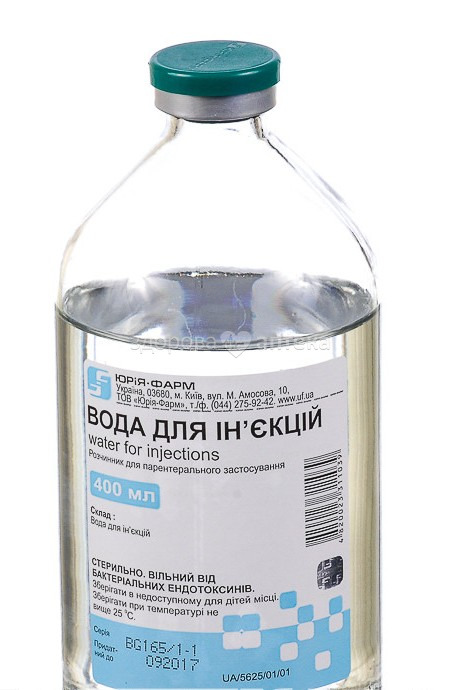 здорова аптека
ЮРІЯ-ФАРМ
Україна, 03680, м. Київ, вул. М. Амосова, 10,
ТОВ «Юрія-Фарм», т./ф. (044) 275-92-42. www.uf.ua
ВОДА ДЛЯ ІН’ЄКЦІЙ
water for injections
Розчинник для парентерального застосування
400 мл
Склад :
Вода для ін’єкцій
4820023311039
СТЕРИЛЬНО. ВІЛЬНИЙ ВІД
БАКТЕРІАЛЬНИХ ЕНДОТОКСИНІВ.
Зберігати в недоступному для дітей місці.
Зберігати при температурі не
вище 25 °С.
Серія BG165/1-1
Придат-
ний до 092017
UA/5625/01/01